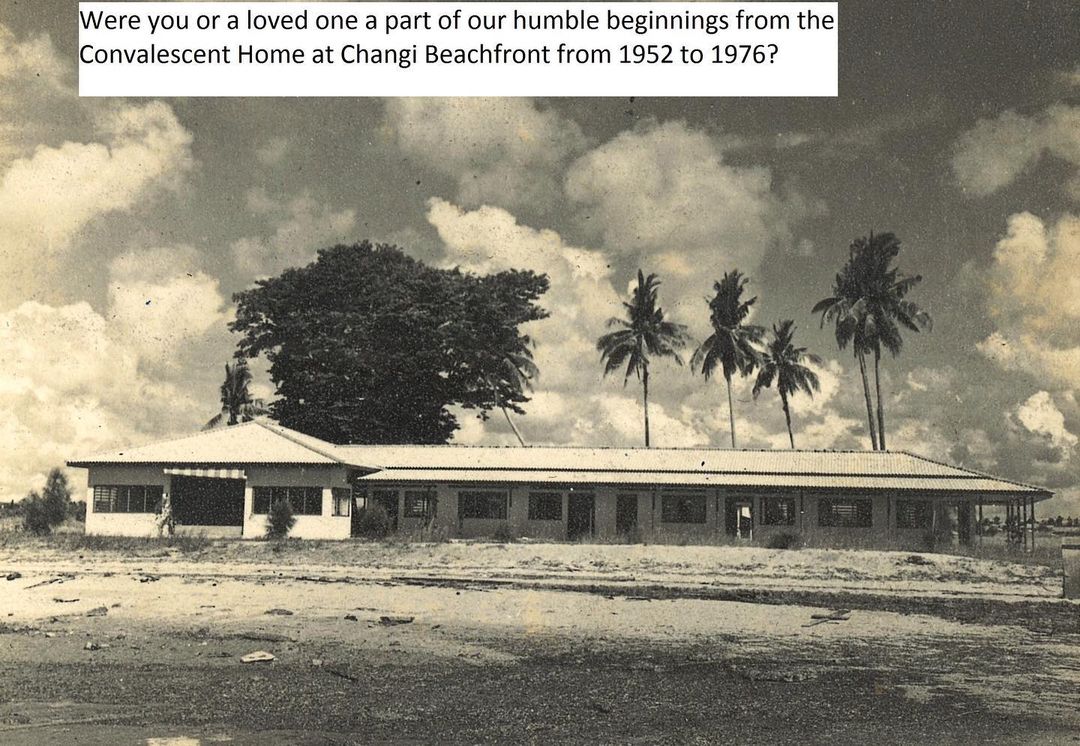 Were you or a loved one a part of our humble beginnings from the
Convalescent Home at Changi Beachfront from 1952 to 1976?